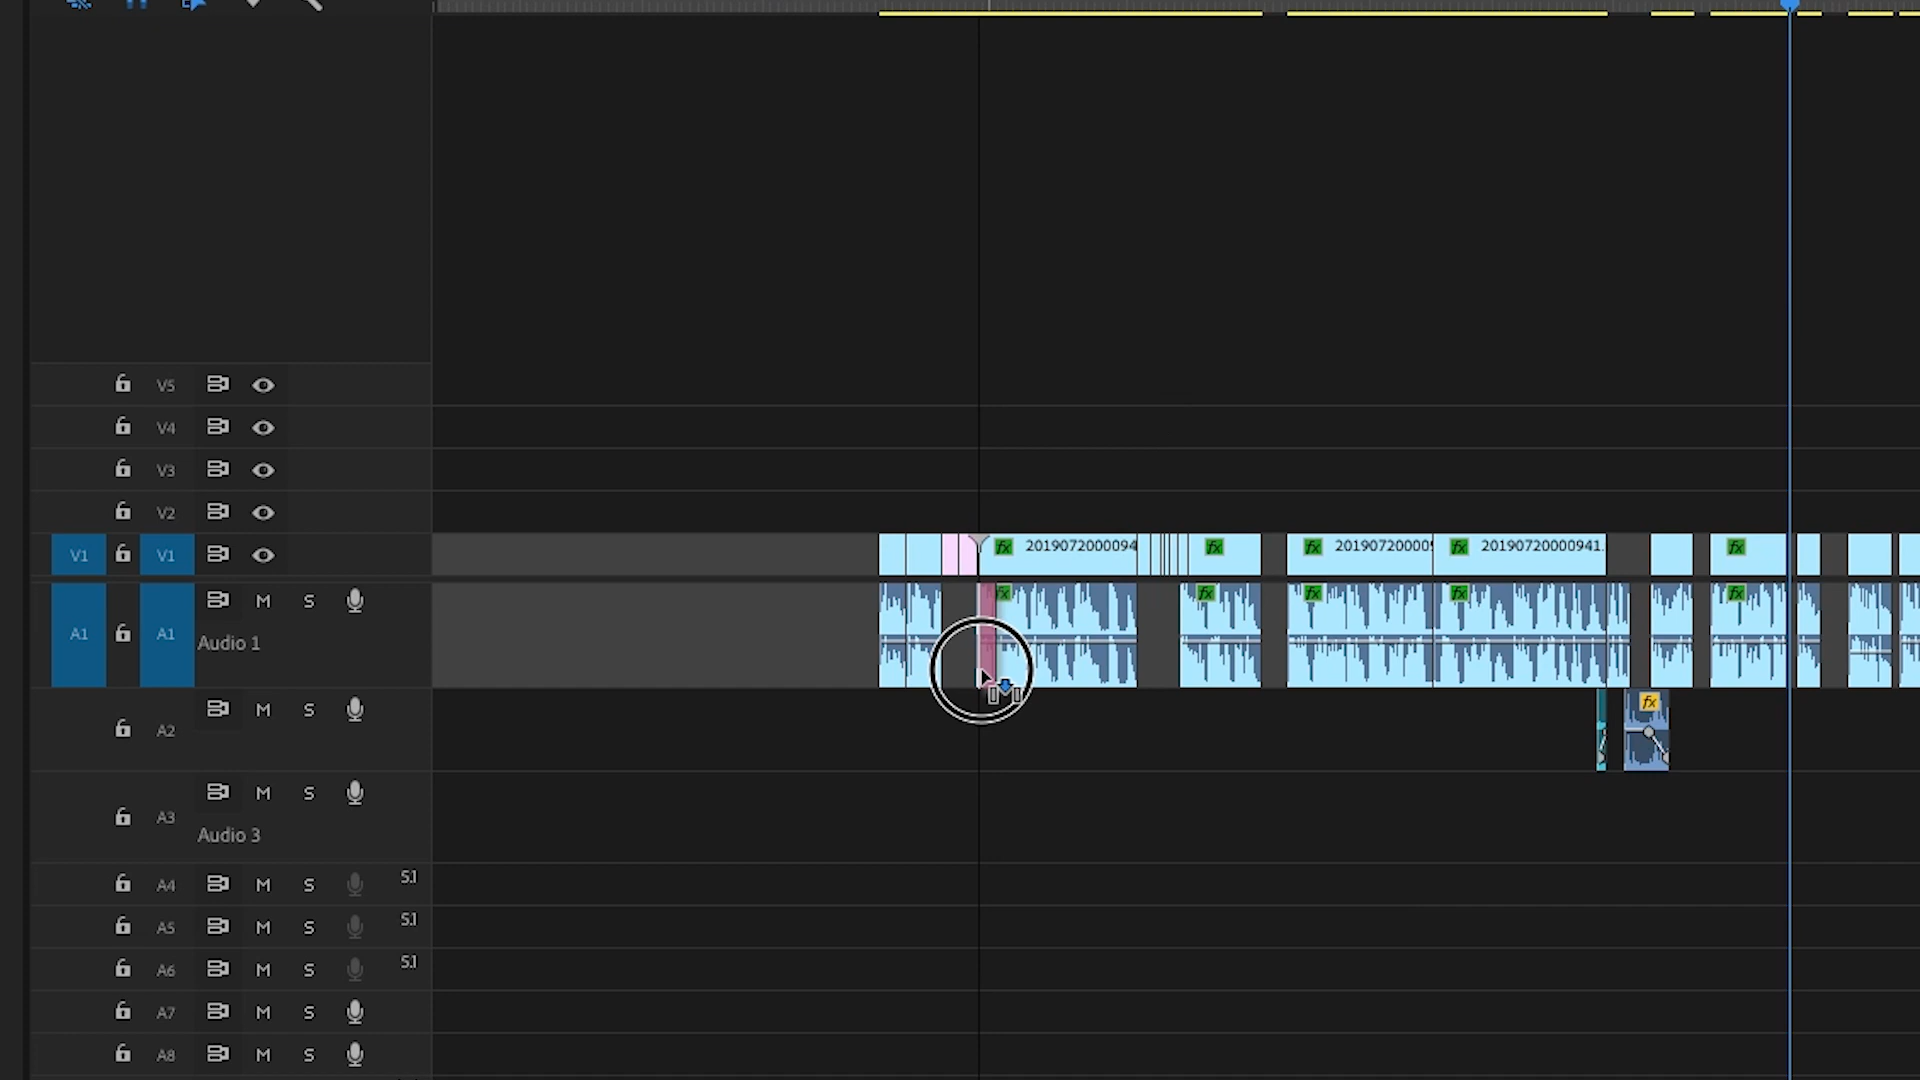 V5
V4
V3
V2
V1 V1 fx 2019072000094 fx fx 201907200009 fx 2019072000941. fx
M S fx fx fx fx fx
A1 A1
Audio 1
M S fx
A2
M S
A3
Audio 3
A4 M S 5.1
A5 M S 5.1
A6 M S 5.1
A7 M S
A8 M S